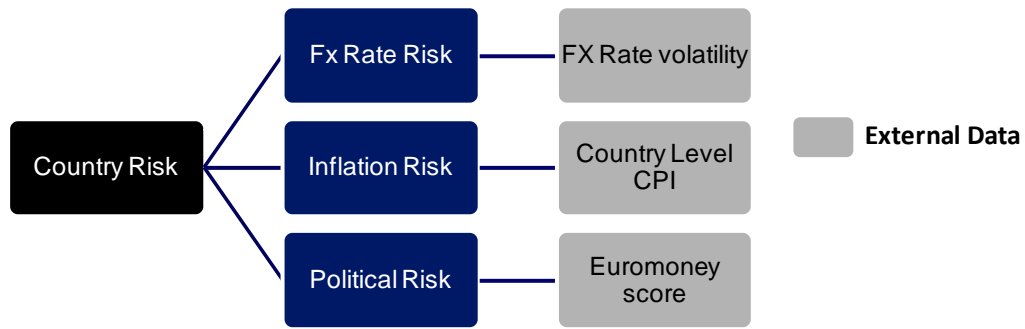 Fx Rate Risk
FX Rate volatility
Country Risk
Inflation Risk
Country Level
CPI
External Data
Political Risk
Euromoney
score